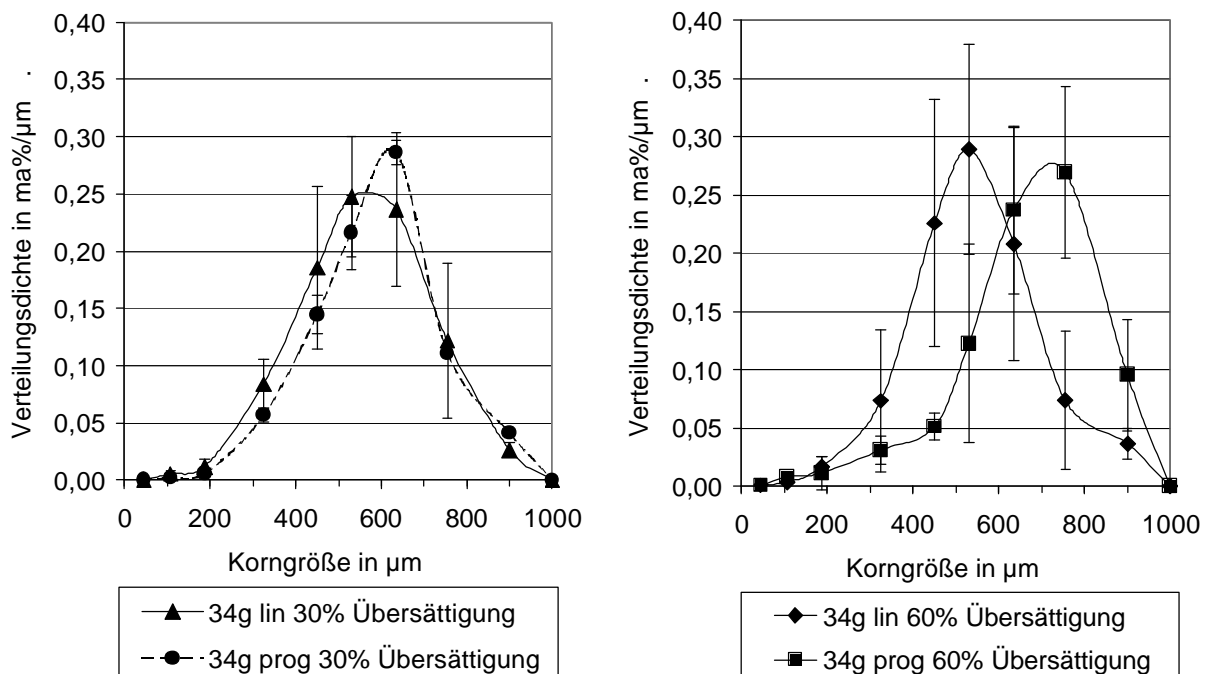 Verteilungsdichte in ma%/µm .
0,40
0,35
0,30
0,25
0,20
0,15
0,10
0,05
0,00
0 200 400 600 800 1000
Korngröße in µm
34g lin 30% Übersättigung
34g prog 30% Übersättigung
Verteilungsdichte in ma%/µm .
0,40
0,35
0,30
0,25
0,20
0,15
0,10
0,05
0,00
0 200 400 600 800 1000
Korngröße in µm
34g lin 60% Übersättigung
34g prog 60% Übersättigung